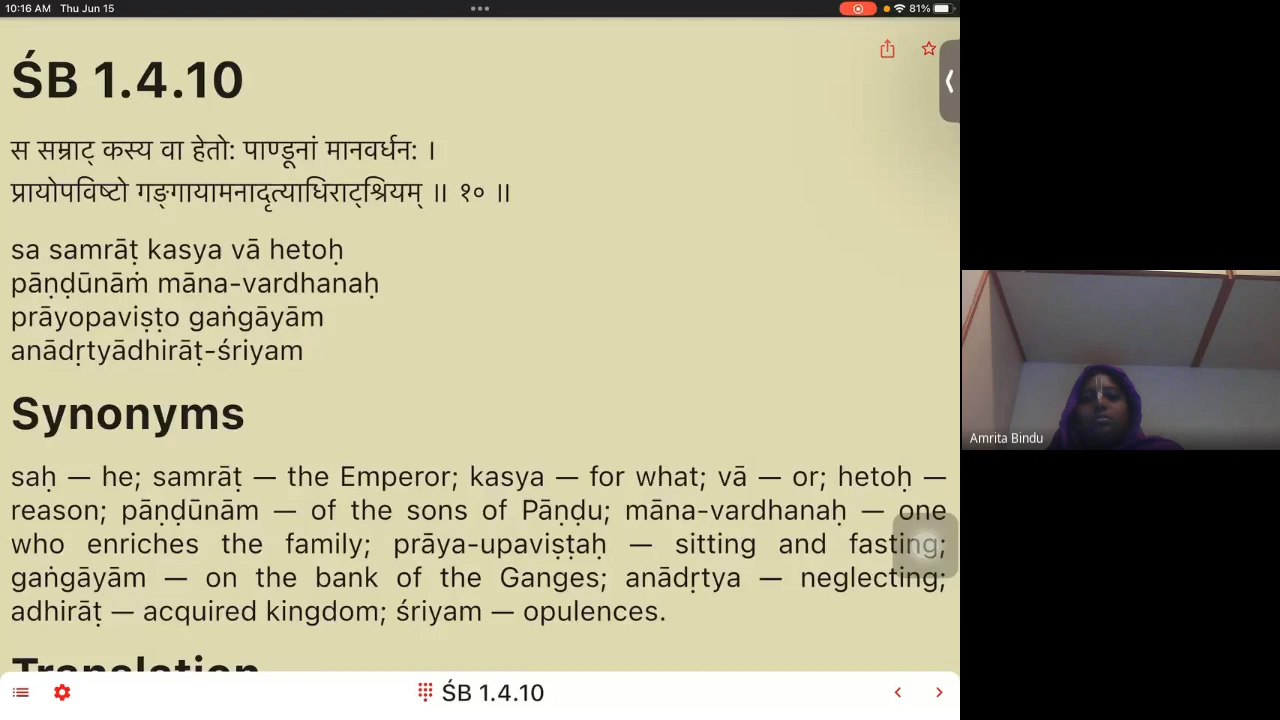 10:16 AM Thu Jun 15
81%
ŚB 1.4.10
स सम्राट् कस्य वा हेतो: पाण्डूनां मानवर्धन: ।
प्रायोपविष्टो गङ्गायामनादृत्याधिराट्‌श्रियम् ॥ १० ॥
sa samrāṭ kasya vā hetoḥ
pāṇḍūnāṁ māna-vardhanaḥ
prāyopaviṣṭo gaṅgāyām
anādṛtyādhirāṭ-śriyam
Synonyms
saḥ — he; samrāṭ — the Emperor; kasya — for what; vā — or; hetoḥ —
reason; pāṇḍūnām — of the sons of Pāṇḍu; māna-vardhanaḥ — one
who enriches the family; prāya-upaviṣṭaḥ — sitting and fasting;
gaṅgāyām — on the bank of the Ganges; anādṛtya — neglecting;
adhirāṭ — acquired kingdom; śriyam — opulences.
Translation
ŚB 1.4.10
Amrita Bindu